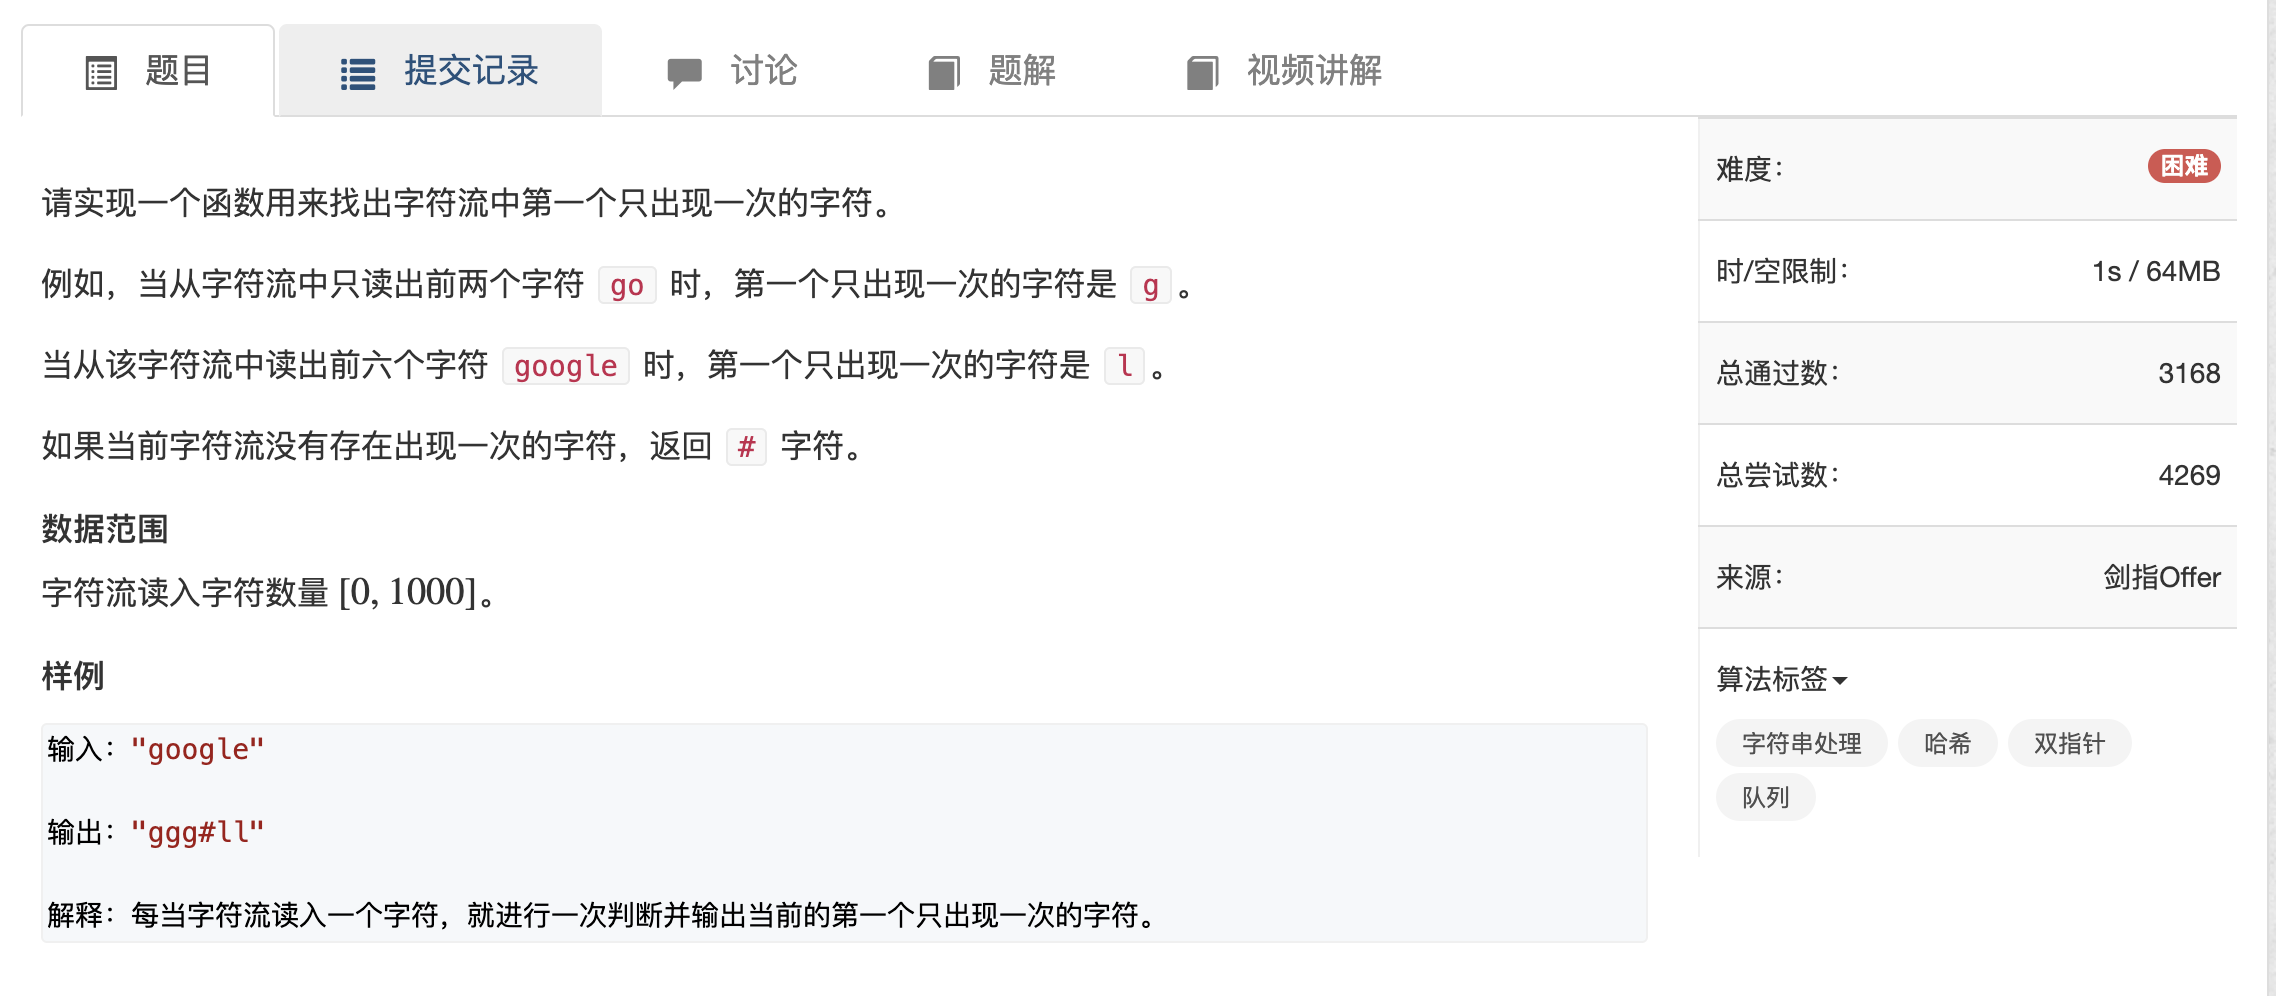 题目 提交记录 讨论 题解 视频讲解
请实现一个函数用来找出字符流中第一个只出现一次的字符。
例如，当从字符流中只读出前两个字符 go 时，第一个只出现一次的字符是 g 。
当从该字符流中读出前六个字符 google 时，第一个只出现一次的字符是 l 。
如果当前字符流没有存在出现一次的字符，返回 # 字符。
数据范围
字符流读入字符数量 [0, 1000]。
样例
输入："google"
输出："ggg#ll"
解释：每当字符流读入一个字符，就进行一次判断并输出当前的第一个只出现一次的字符。
难度： 困难
时/空限制： 1s / 64MB
总通过数： 3168
总尝试数： 4269
来源： 剑指Offer
算法标签
字符串处理 哈希 双指针
队列